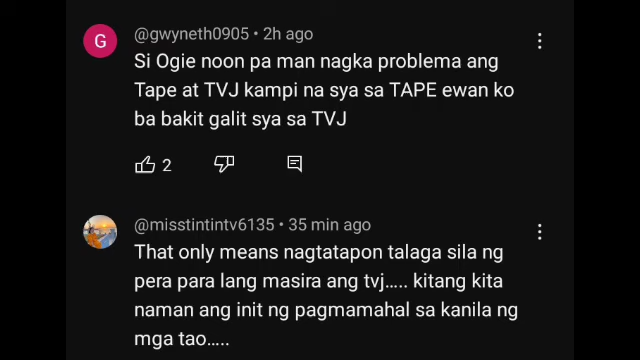 G
@gwyneth0905 • 2h ago
Si Ogie noon pa man nagka problema ang
Tape at TVJ kampi na sya sa TAPE ewan ko
ba bakit galit sya sa TVJ
2
@misstintintv6135 • 35 min ago
That only means nagtatapon talaga sila ng
pera para lang masira ang tvj..... kitang kita
naman ang init ng pagmamahal sa kanila ng
mga tao.....